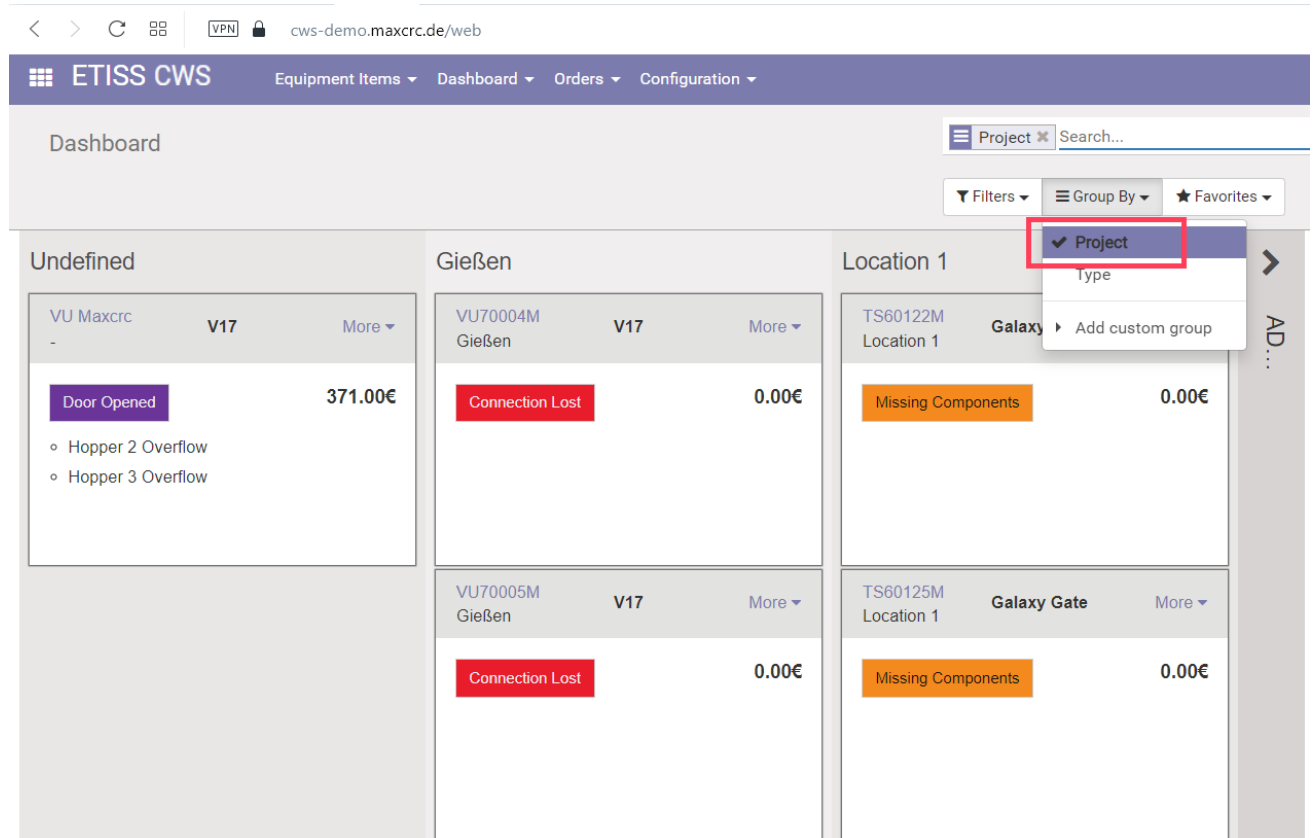 VPN cws-demo.maxcrc.de/web
ETISS CWS Equipment Items Dashboard Orders Configuration
Dashboard
Project Search...
Filters Group By Favorites
Project
Type
Add custom group
Undefined
VU Maxcrc
-
V17
More
Door Opened
371.00€
Hopper 2 Overflow
Hopper 3 Overflow
Gießen
VU70004M
Gießen
V17
More
Connection Lost
0.00€
VU70005M
Gießen
V17
More
Connection Lost
0.00€
Location 1
TS60122M
Location 1
Galaxy
Missing Components
0.00€
TS60125M
Location 1
Galaxy Gate
More
Missing Components
0.00€
AD...